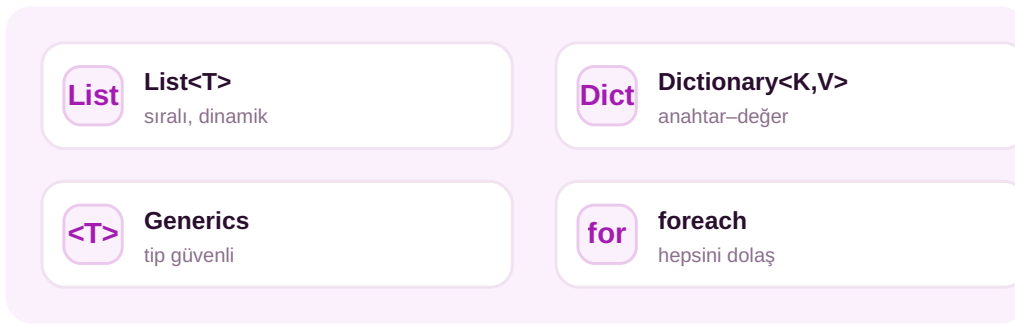 List
List<T>
sıralı, dinamik
Dict
Dictionary<K,V>
anahtar–değer
<T>
Generics
tip güvenli
for
foreach
hepsini dolaş